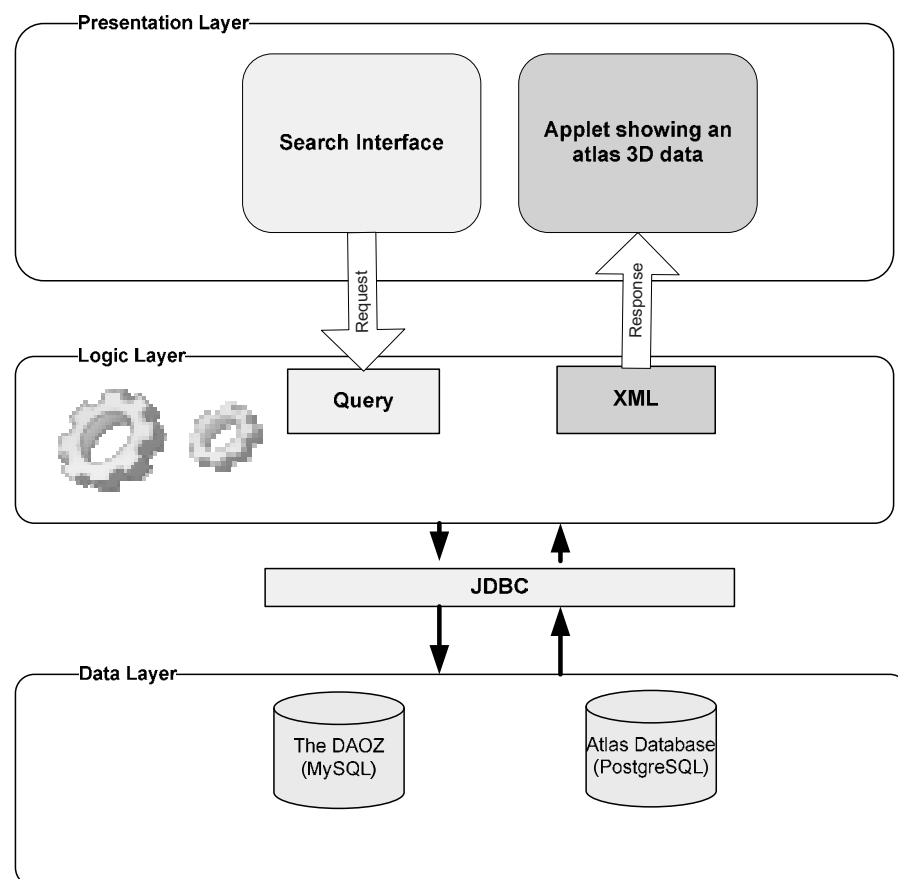 Presentation Layer
Search Interface
Applet showing an
atlas 3D data
Request
Response
Logic Layer
Query
XML
JDBC
Data Layer
The DAOZ
(MySQL)
Atlas Database
(PostgreSQL)